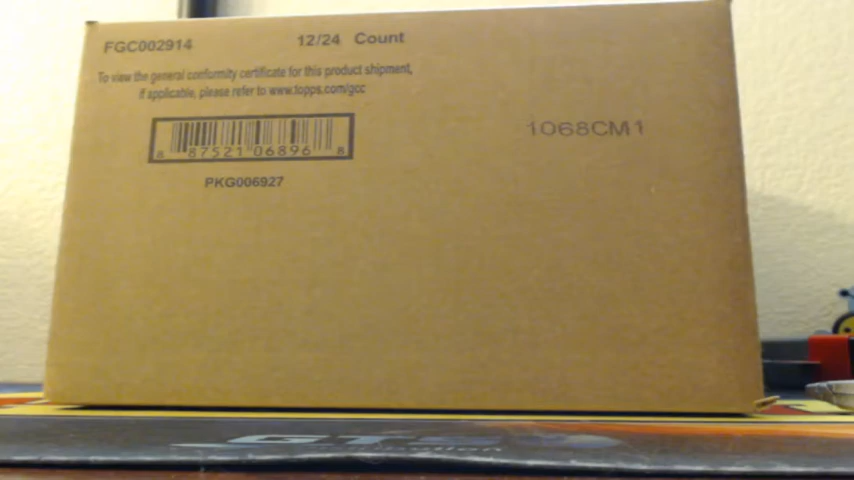 FGC002914 12/24 Count
To view the general conformity certificate for this product shipment,
if applicable, please refer to www.topps.com/gcc
1068CM1
8 87521 06896 8
PKG006927
GTS